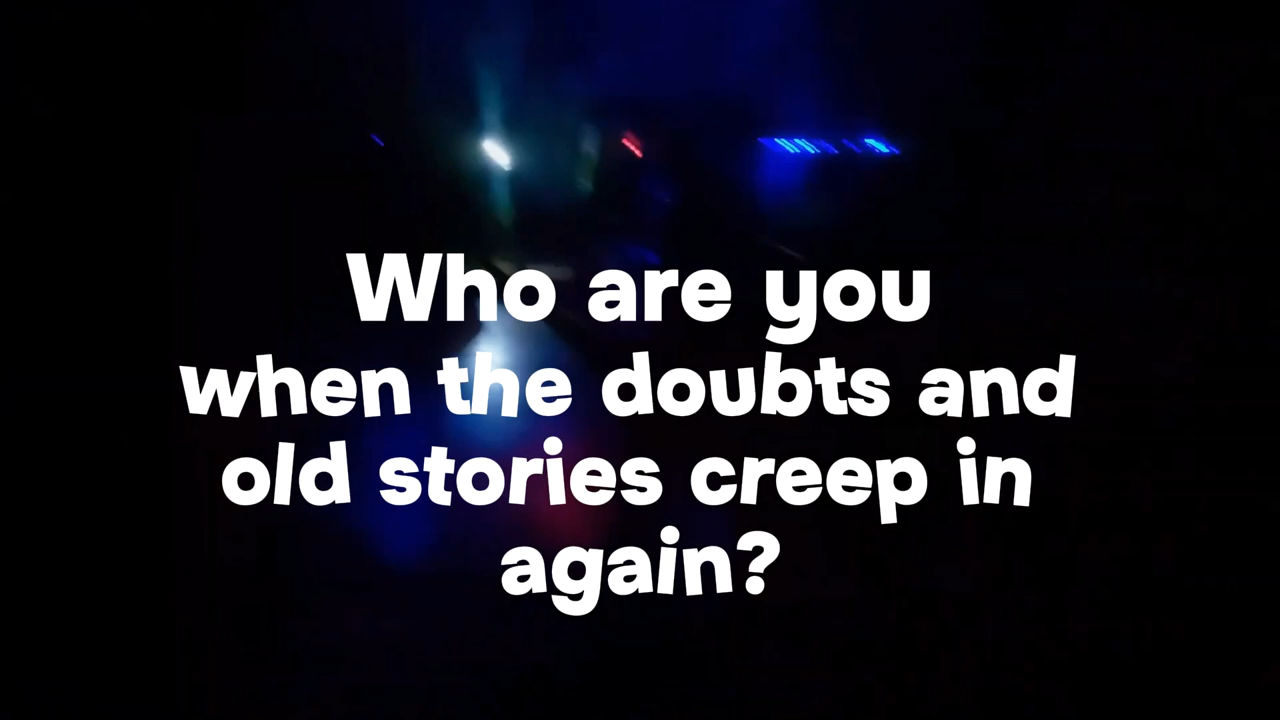 Who are you
when the doubts and
old stories creep in
again?